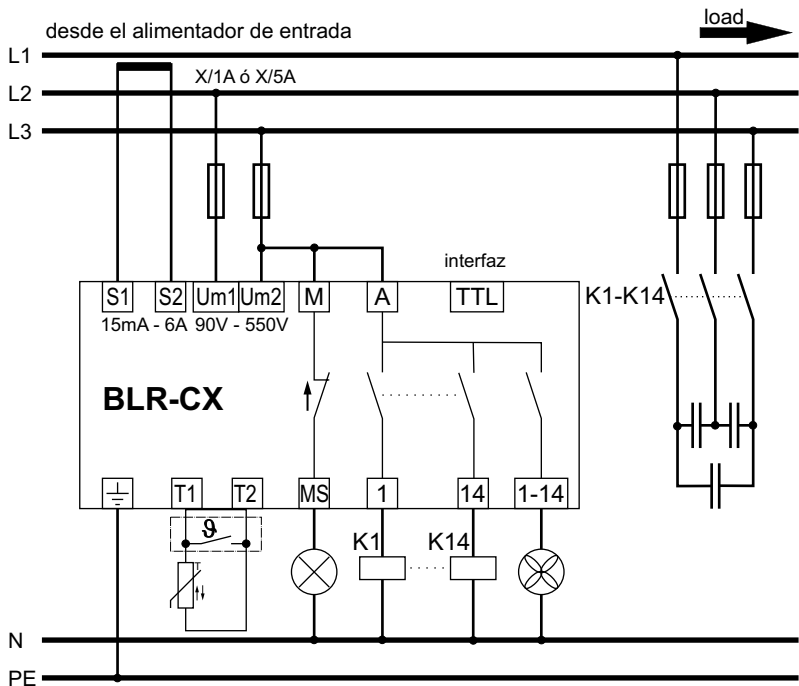 desde el alimentador de entrada
load
L1
X/1A ó X/5A
L2
L3
interfaz
S1 S2 Um1 Um2 M A TTL K1-K14
15mA - 6A 90V - 550V
BLR-CX
T1 T2 MS 1 14 1-14
ϑ
K1 K14
N
PE